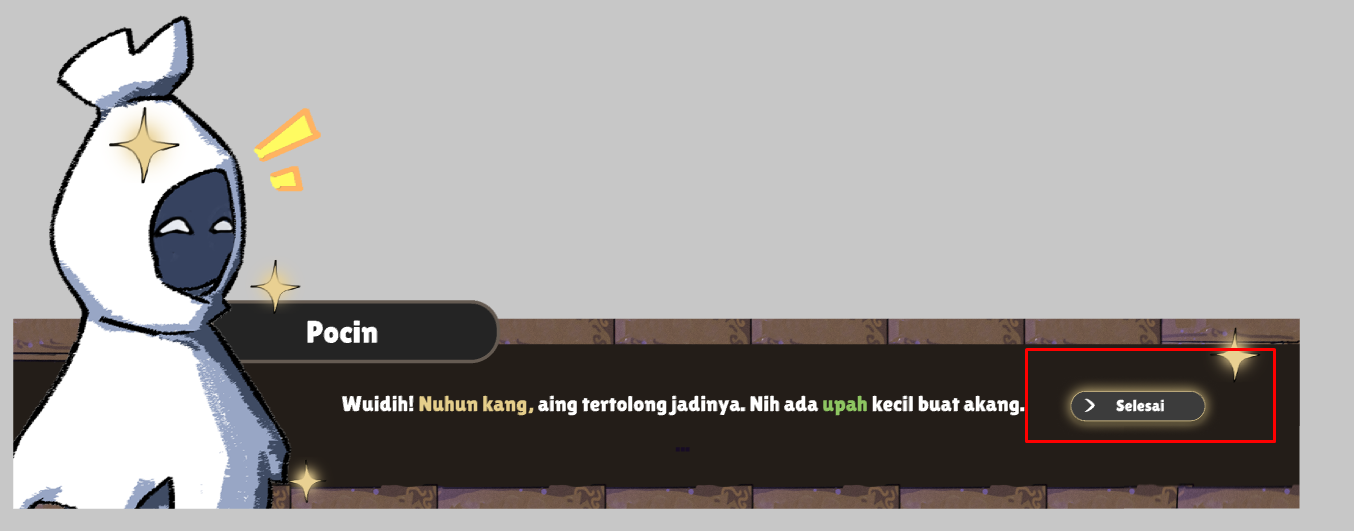 Pocin
Wuidih! Nuhun kang, aing tertolong jadinya. Nih ada upah kecil buat akang.
Selesai
...